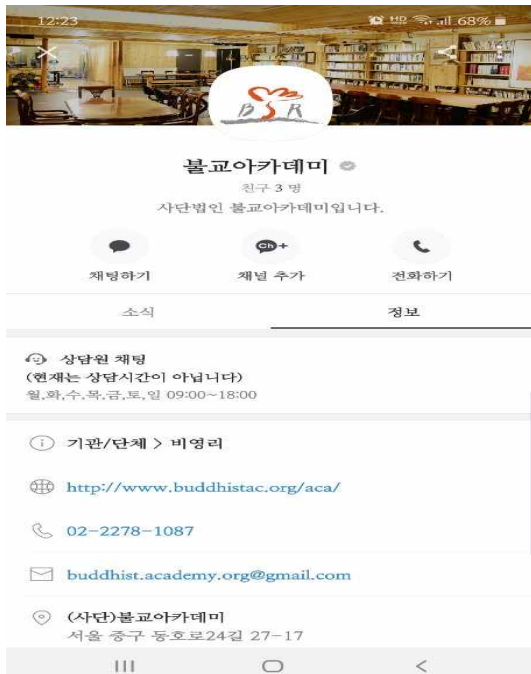 12:23
68%
BSR
불교아카데미
친구 3 명
사단법인 불교아카데미입니다.
Ch+
채팅하기 채널 추가 전화하기
소식 정보
상담원 채팅
(현재는 상담시간이 아닙니다)
월,화,수,목,금,토,일 09:00~18:00
기관/단체 > 비영리
http://www.buddhistac.org/aca/
02-2278-1087
buddhist.academy.org@gmail.com
(사단)불교아카데미
서울 중구 동호로24길 27-17